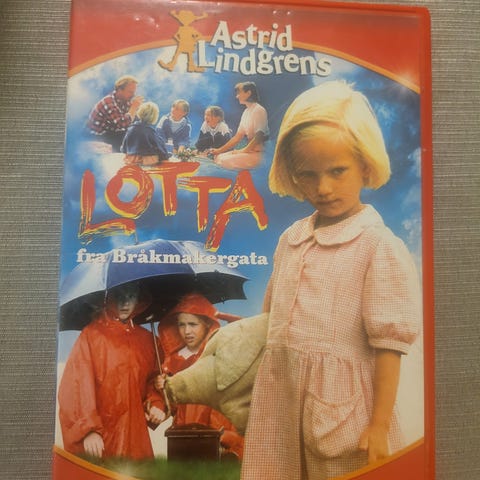 Astrid
Lindgrens
LOTTA
fra Bråkmakergata